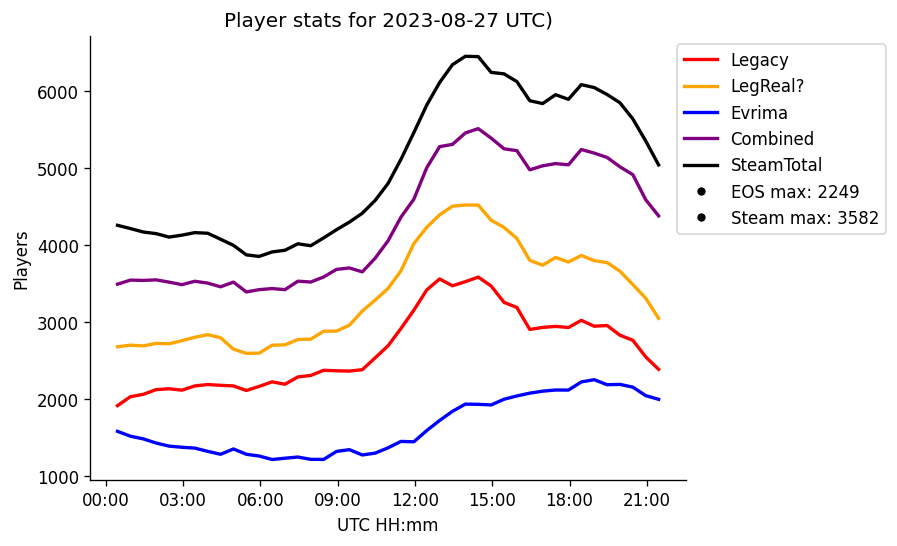 Player stats for 2023-08-27 UTC)
Legacy
LegReal?
Evrima
Combined
SteamTotal
EOS max: 2249
Steam max: 3582
Players
6000
5000
4000
3000
2000
1000
00:00 03:00 06:00 09:00 12:00 15:00 18:00 21:00
UTC HH:mm